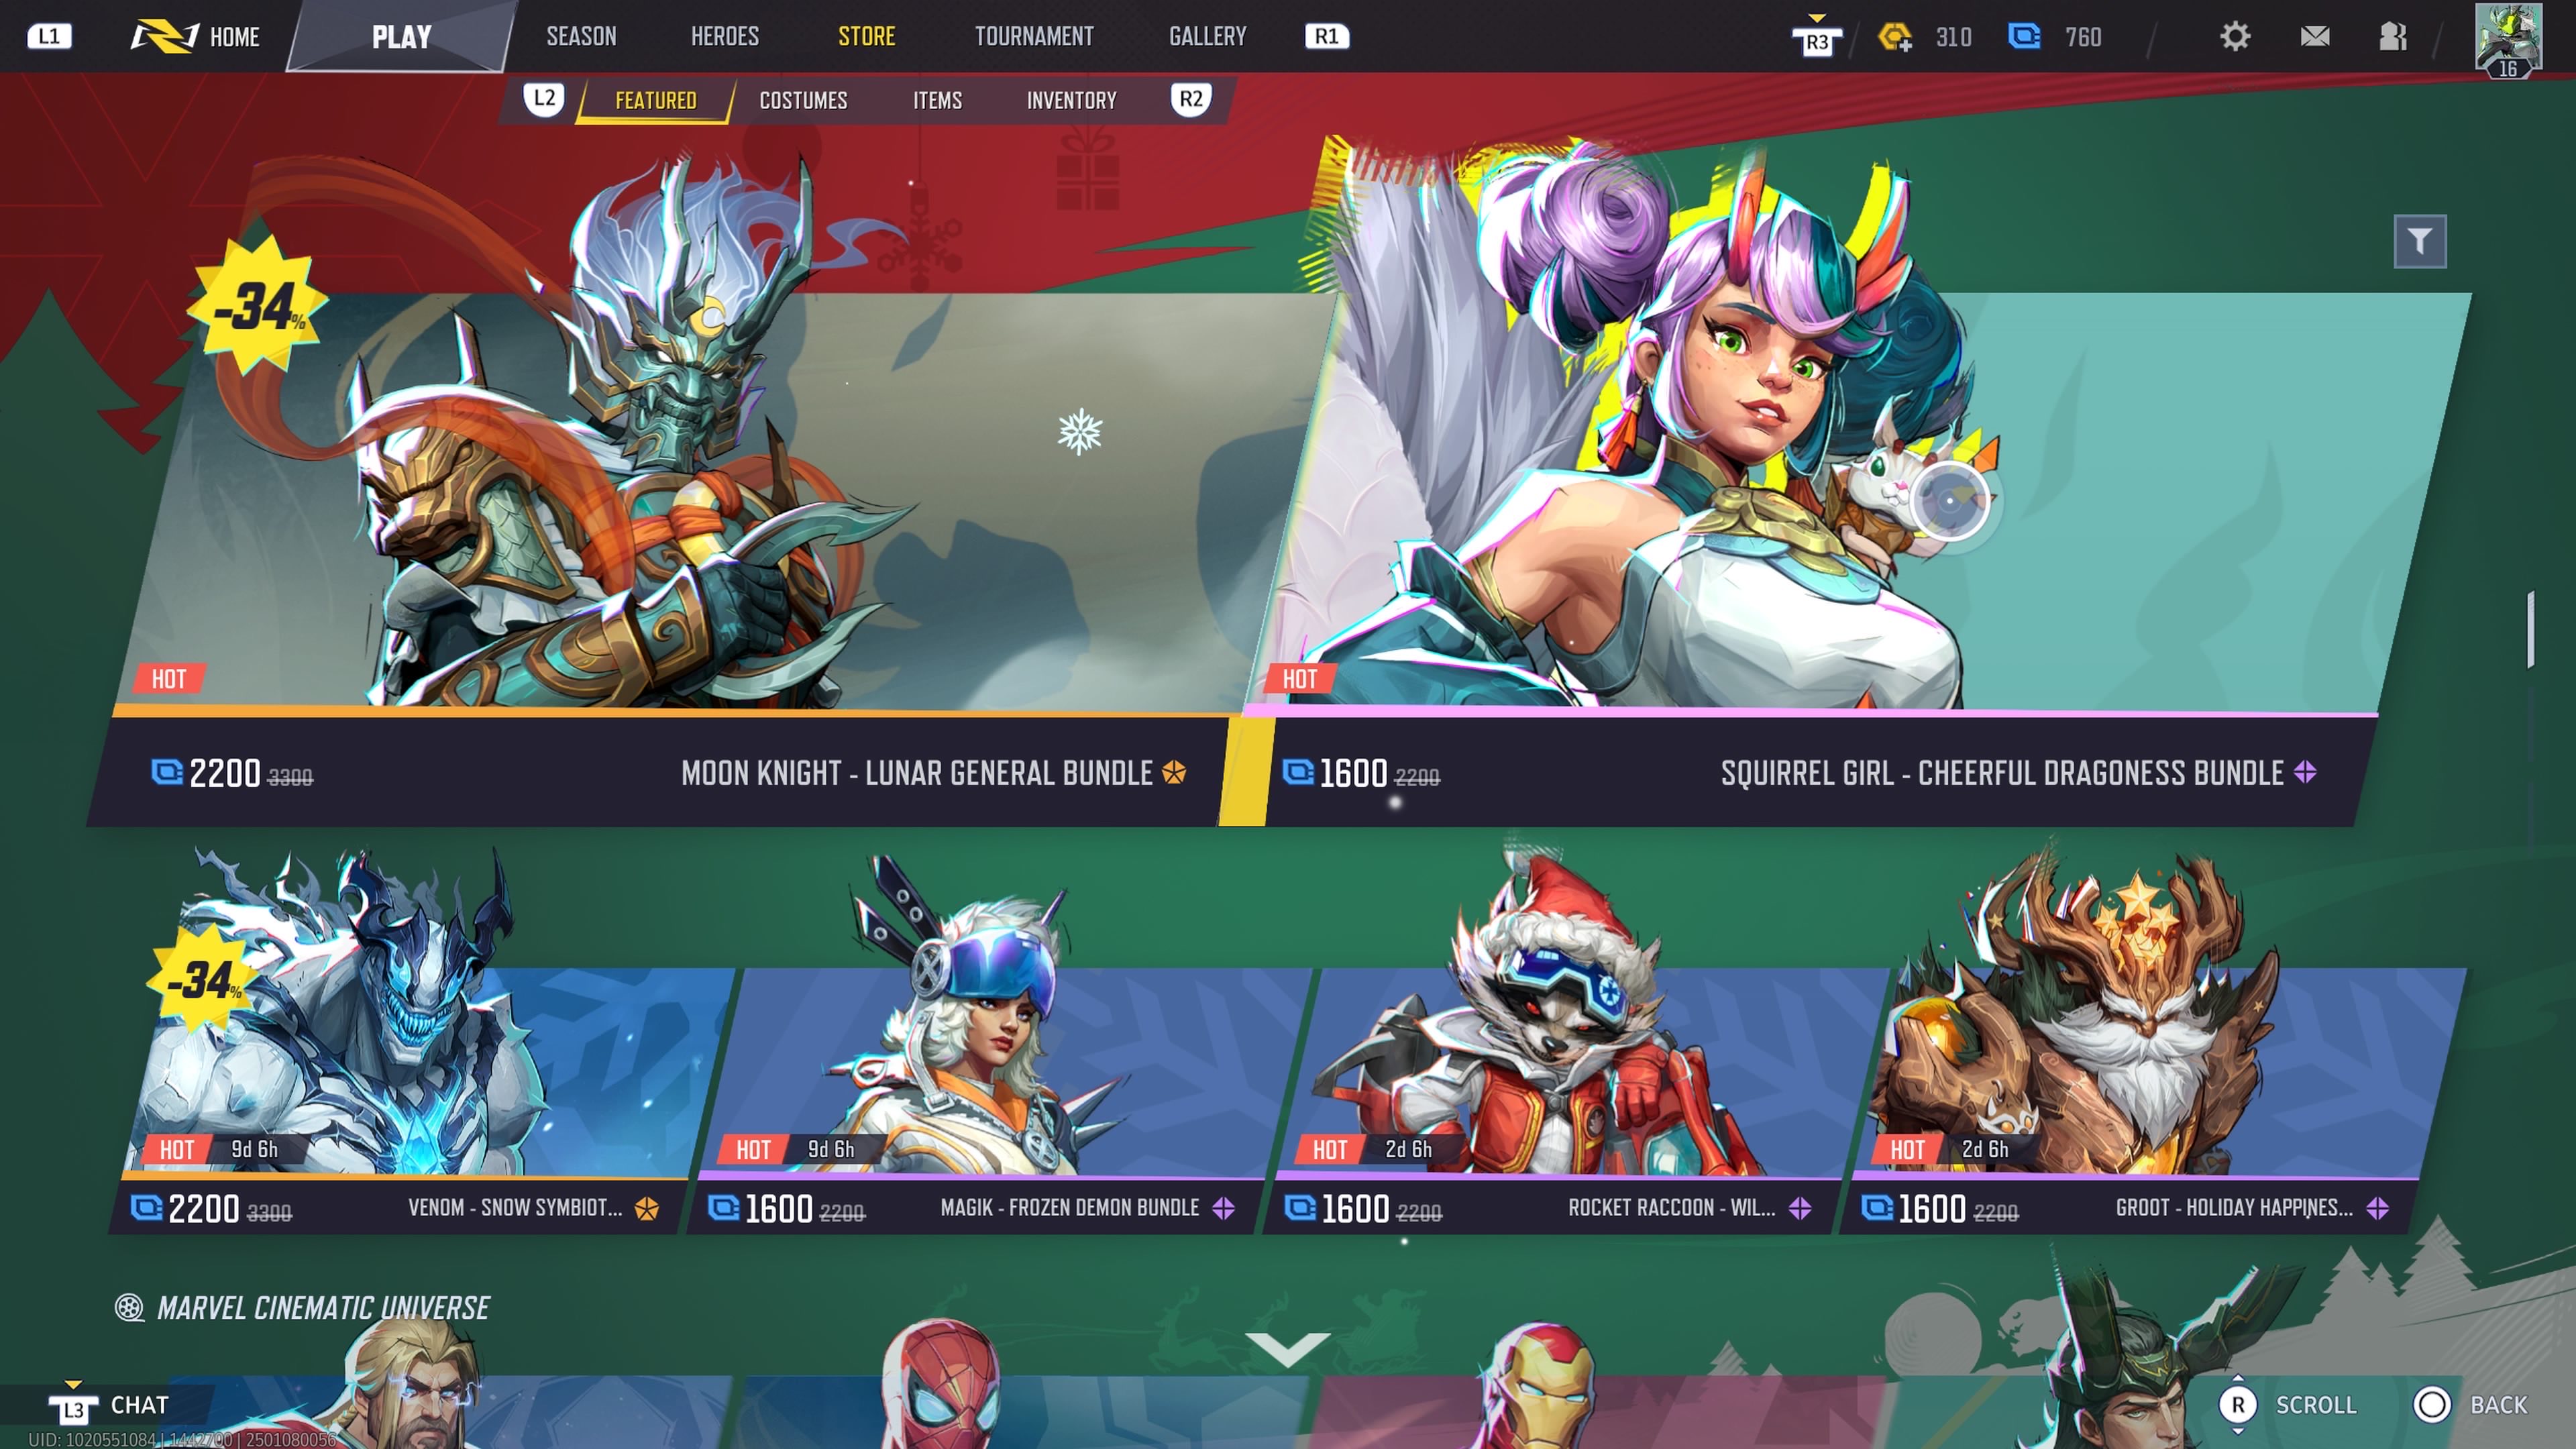 L1 HOME PLAY SEASON HEROES STORE TOURNAMENT GALLERY R1 R3 310 760
16
L2 FEATURED COSTUMES ITEMS INVENTORY R2
-34%
HOT
HOT
2200 3300 MOON KNIGHT - LUNAR GENERAL BUNDLE
1600 2200 SQUIRREL GIRL - CHEERFUL DRAGONESS BUNDLE
-34%
HOT 9d 6h
HOT 9d 6h
HOT 2d 6h
HOT 2d 6h
2200 3300 VENOM - SNOW SYMBIOT...
1600 2200 MAGIK - FROZEN DEMON BUNDLE
1600 2200 ROCKET RACCOON - WIL...
1600 2200 GROOT - HOLIDAY HAPPINES...
MARVEL CINEMATIC UNIVERSE
L3 CHAT
R SCROLL BACK
UID: 1020551084 | 1442700 | 2501080056